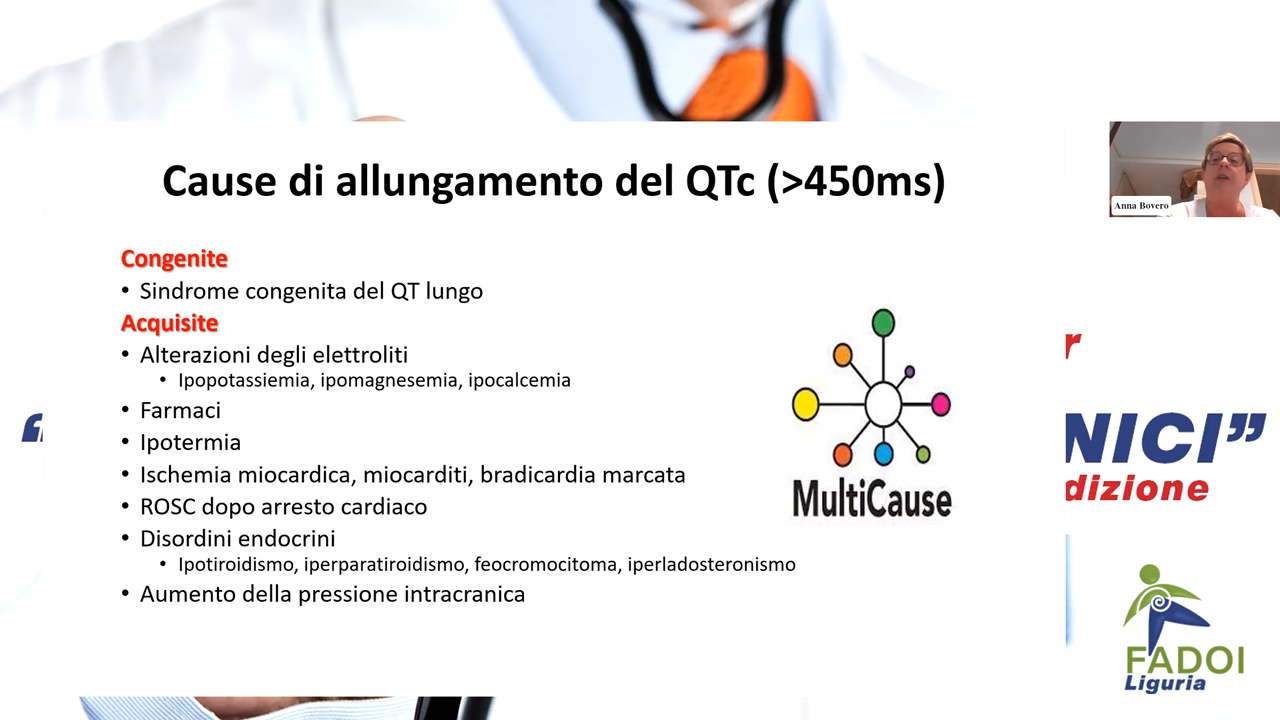 Cause di allungamento del QTc (>450ms)
Congenite
• Sindrome congenita del QT lungo
Acquisite
• Alterazioni degli elettroliti
• Ipopotassiemia, ipomagnesemia, ipocalcemia
• Farmaci
• Ipotermia
• Ischemia miocardica, miocarditi, bradicardia marcata
• ROSC dopo arresto cardiaco
• Disordini endocrini
• Ipotiroidismo, iperparatiroidismo, feocromocitoma, iperladosteronismo
• Aumento della pressione intracranica
MultiCause
Anna Bovero
r
“
NICI”
dizione
FADOI
Liguria